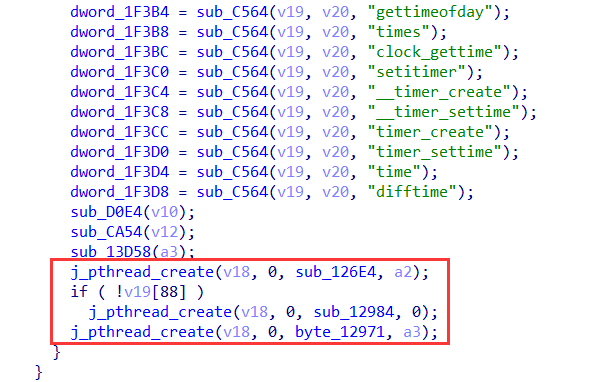 dword_1F3B4 = sub_C564(v19, v20, "gettimeofday");
dword_1F3B8 = sub_C564(v19, v20, "times");
dword_1F3BC = sub_C564(v19, v20, "clock_gettime");
dword_1F3C0 = sub_C564(v19, v20, "setitimer");
dword_1F3C4 = sub_C564(v19, v20, "__timer_create");
dword_1F3C8 = sub_C564(v19, v20, "__timer_settime");
dword_1F3CC = sub_C564(v19, v20, "timer_create");
dword_1F3D0 = sub_C564(v19, v20, "timer_settime");
dword_1F3D4 = sub_C564(v19, v20, "time");
dword_1F3D8 = sub_C564(v19, v20, "difftime");
sub_D0E4(v10);
sub_CA54(v12);
sub_13D58(a3);
j_pthread_create(v18, 0, sub_126E4, a2);
if ( !v19[88] )
j_pthread_create(v18, 0, sub_12984, 0);
j_pthread_create(v18, 0, byte_12971, a3);
}
}